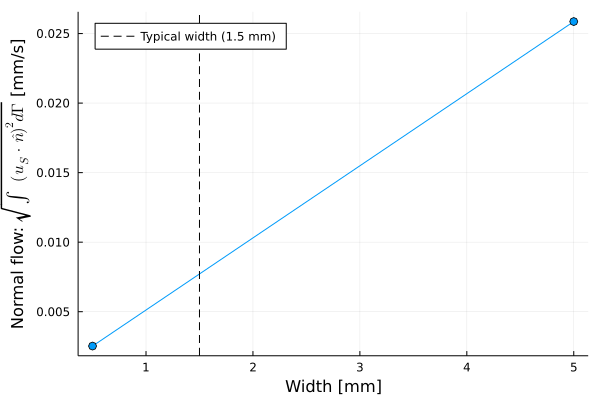 Normal flow: √∫ (u_S · n̂)² dΓ [mm/s]
0.025
0.020
0.015
0.010
0.005
Typical width (1.5 mm)
1 2 3 4 5
Width [mm]